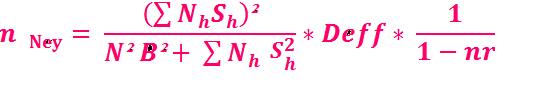 n Ney = (∑ NₕSₕ)² / N² B² + ∑ Nₕ Sₕ² * Deff * 1 / 1 − nr